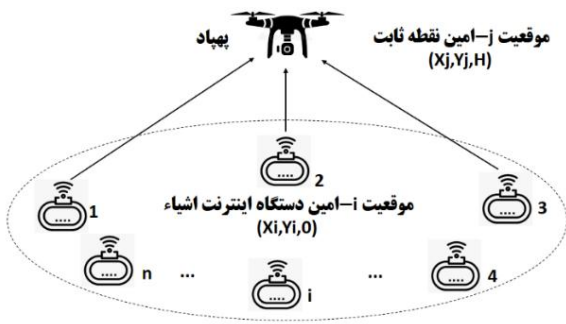 موقعیت j–امین نقطه ثابت
(Xj,Yj,H)
پهپاد
1
2
3
موقعیت i–امین دستگاه اینترنت اشیاء
(Xi,Yi,0)
n
...
i
...
4